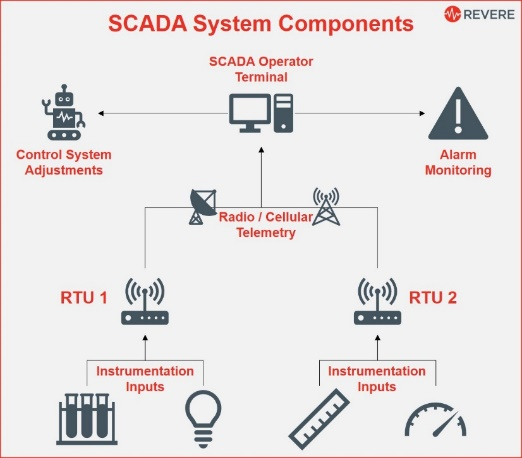 SCADA System Components
REVERE
SCADA Operator
Terminal
Control System
Adjustments
Alarm
Monitoring
Radio / Cellular
Telemetry
RTU 1
RTU 2
Instrumentation
Inputs
Instrumentation
Inputs